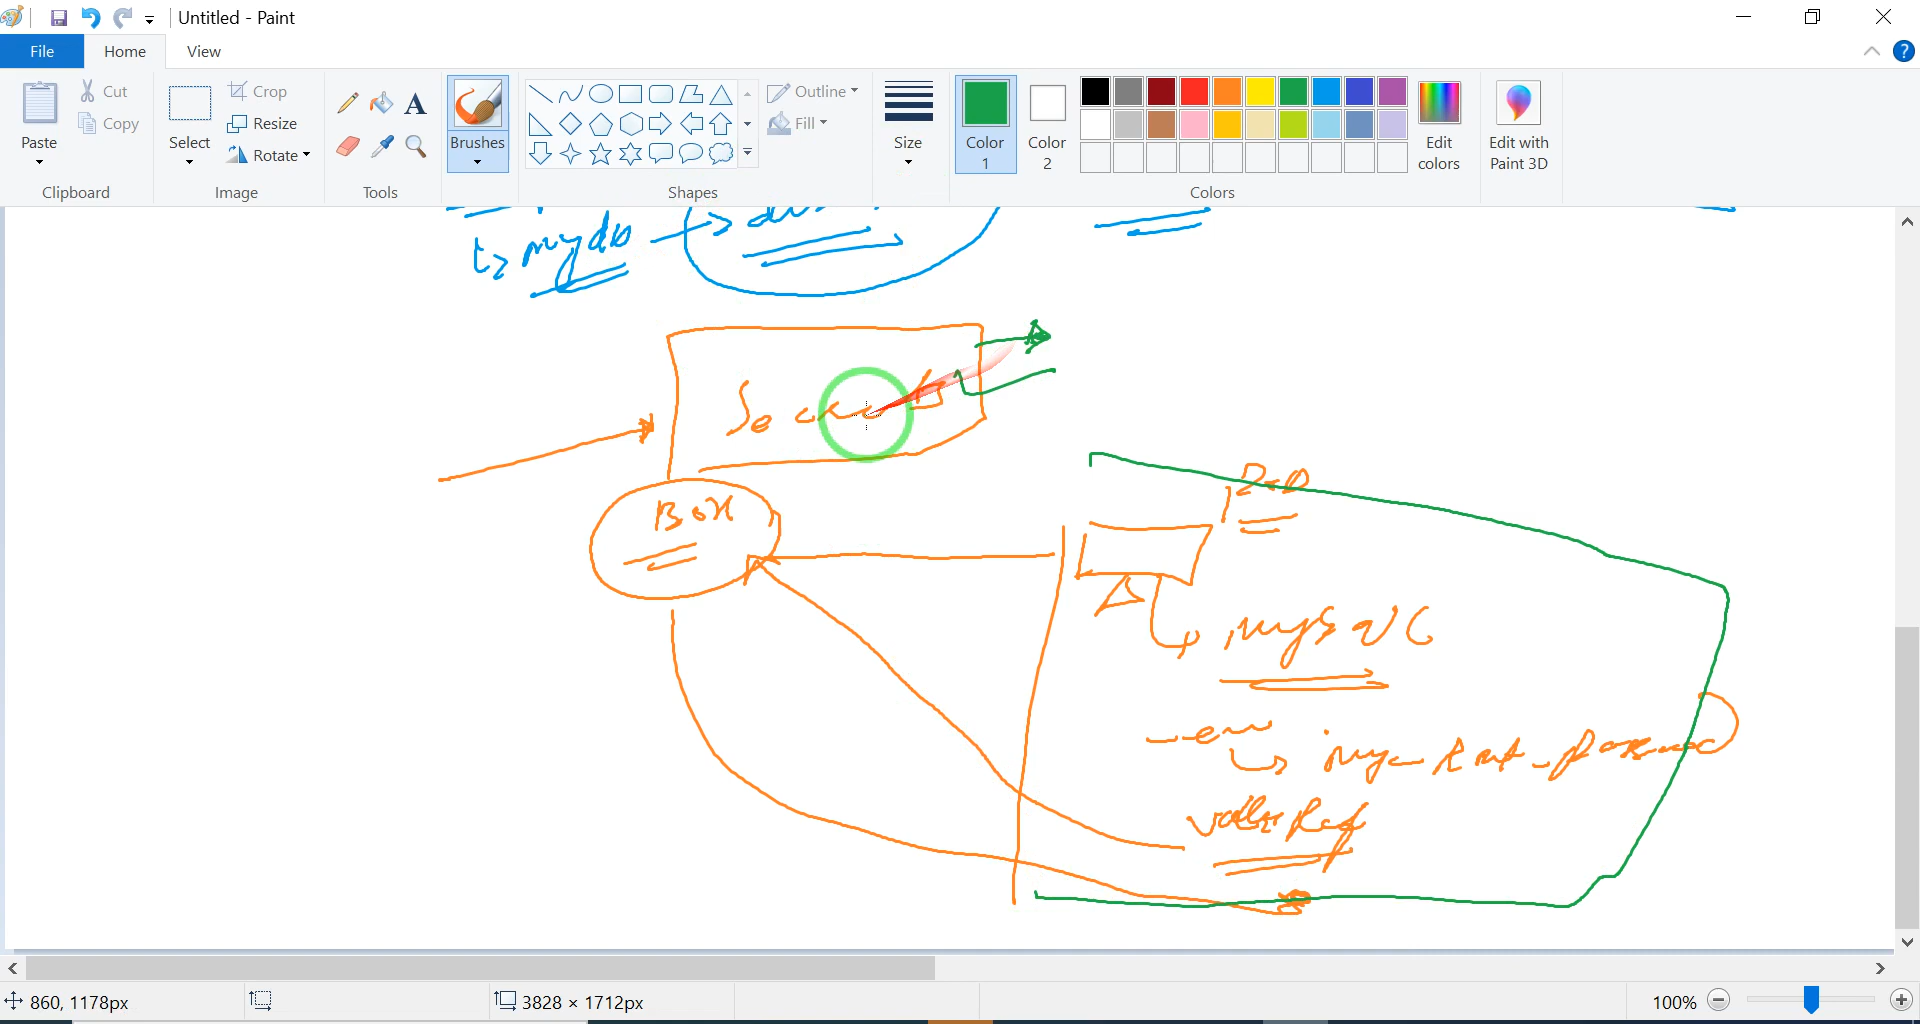 Untitled - Paint
File Home View
Paste
Cut
Copy
Clipboard
Select
Crop
Resize
Rotate
Image
Tools
Brushes
Shapes
Outline
Fill
Size
Color 1
Color 2
Colors
Edit colors
Edit with Paint 3D
mydb
BOX
860, 1178px
3828 × 1712px
100%